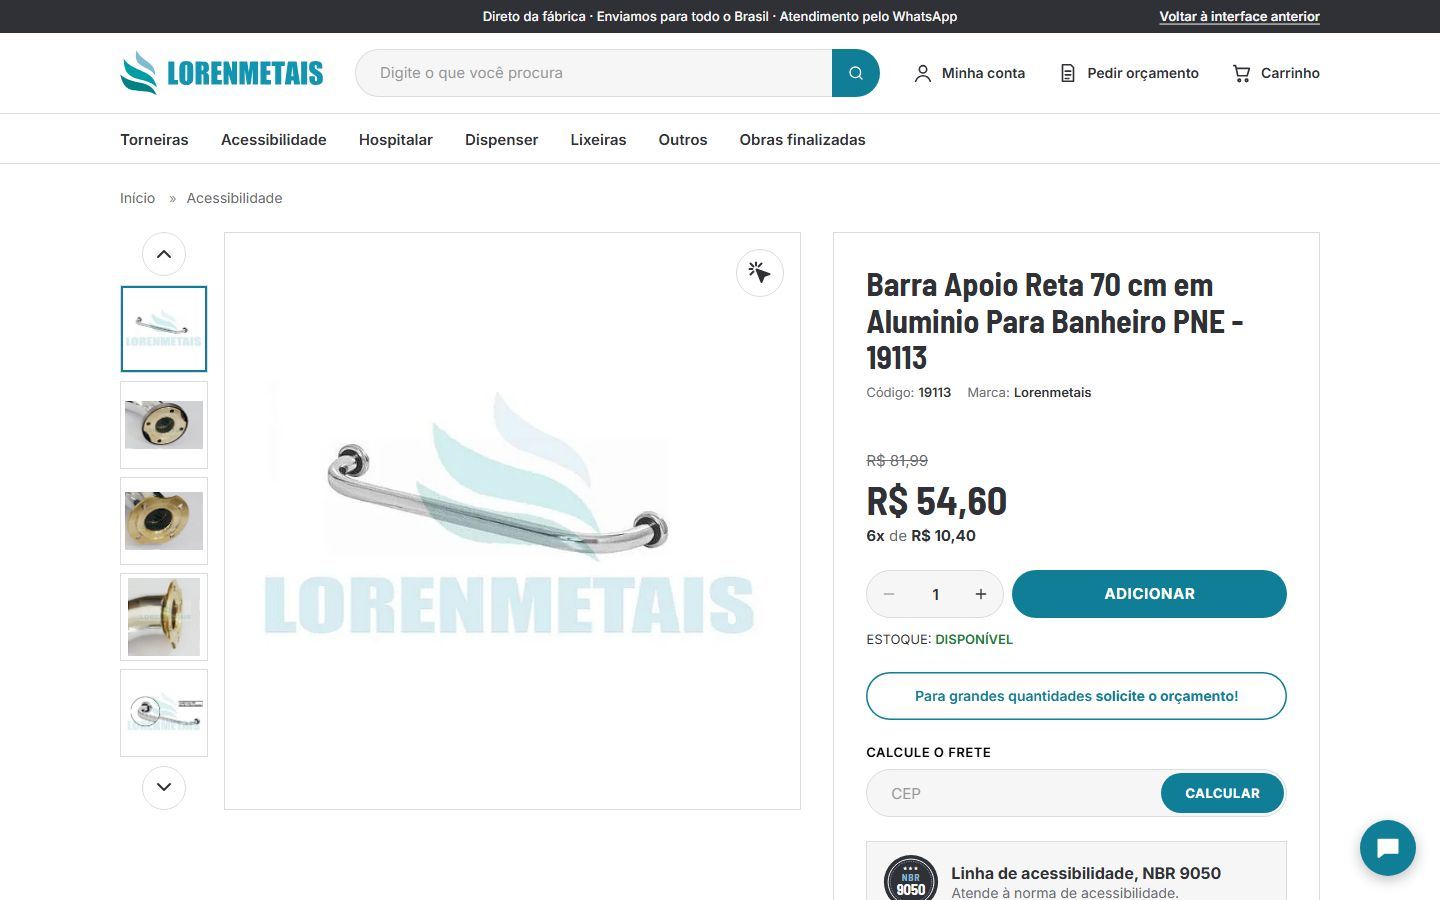 Direto da fábrica · Enviamos para todo o Brasil · Atendimento pelo WhatsApp
Voltar à interface anterior
LORENMETAIS
Digite o que você procura
Minha conta
Pedir orçamento
Carrinho
Torneiras
Acessibilidade
Hospitalar
Dispenser
Lixeiras
Outros
Obras finalizadas
Início » Acessibilidade
LORENMETAIS
LORENMETAIS
Barra Apoio Reta 70 cm em
Aluminio Para Banheiro PNE -
19113
Código: 19113 Marca: Lorenmetais
R$ 81,99
R$ 54,60
6x de R$ 10,40
1
ADICIONAR
ESTOQUE: DISPONÍVEL
Para grandes quantidades solicite o orçamento!
CALCULE O FRETE
CEP
CALCULAR
NBR
9050
Linha de acessibilidade, NBR 9050
Atende à norma de acessibilidade.